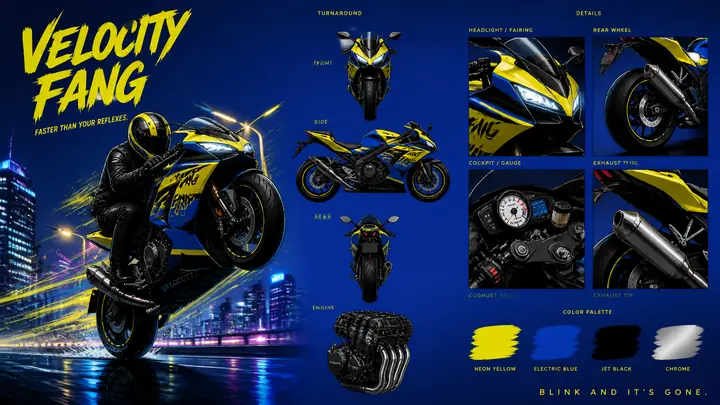 VELOCITY
FANG
FASTER THAN YOUR REFLEXES.
TURNAROUND
FRONT
SIDE
REAR
ENGINE
DETAILS
HEADLIGHT / FAIRING
REAR WHEEL
COCKPIT / GAUGE
EXHAUST
EXHAUST TIP
COLOR PALETTE
NEON YELLOW
ELECTRIC BLUE
JET BLACK
CHROME
BLINK AND IT'S GONE.